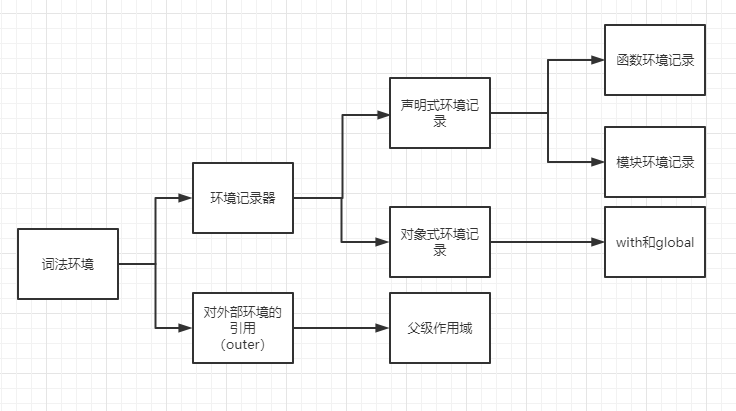 词法环境
环境记录器
对外部环境的
引用
（outer）
声明式环境记
录
对象式环境记
录
父级作用域
函数环境记录
模块环境记录
with和global